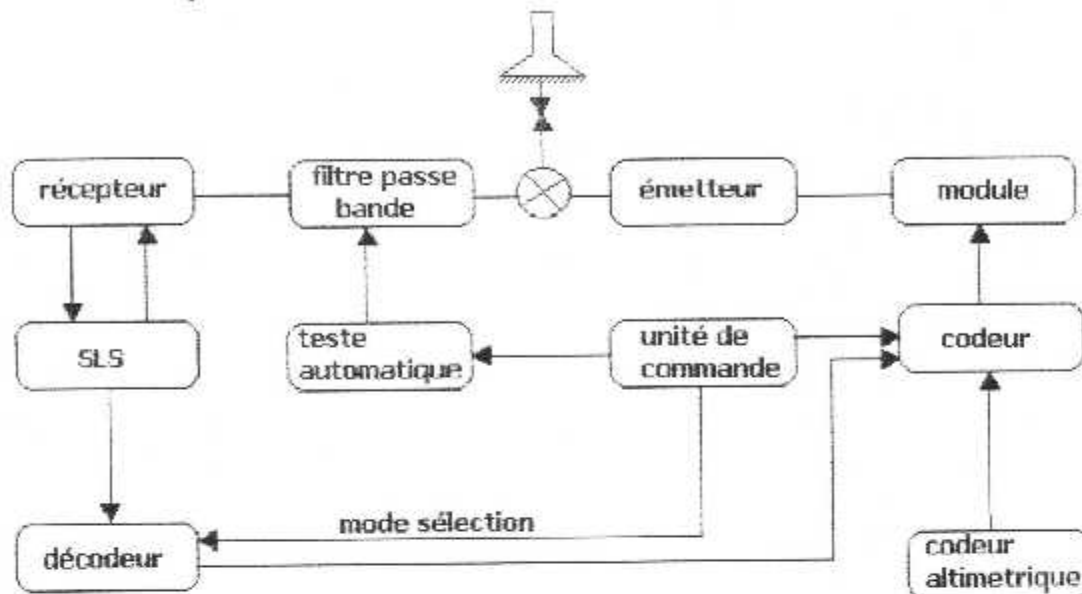 récepteur
filtre passe
bande
émetteur
module
SLS
teste
automatique
unité de
commande
codeur
mode sélection
décodeur
codeur
altimetrique